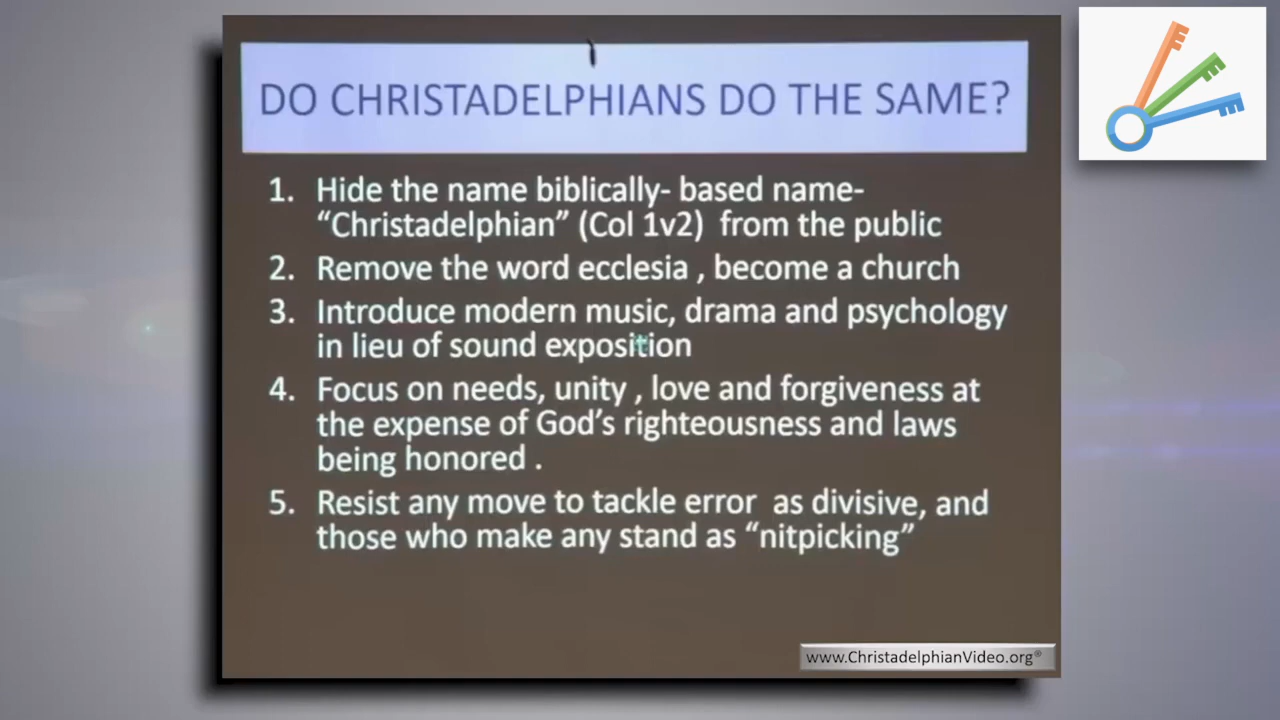 DO CHRISTADELPHIANS DO THE SAME?
1. Hide the name biblically- based name-
“Christadelphian” (Col 1v2) from the public
2. Remove the word ecclesia , become a church
3. Introduce modern music, drama and psychology
in lieu of sound exposition
4. Focus on needs, unity , love and forgiveness at
the expense of God’s righteousness and laws
being honored .
5. Resist any move to tackle error as divisive, and
those who make any stand as “nitpicking”
www.ChristadelphianVideo.org®